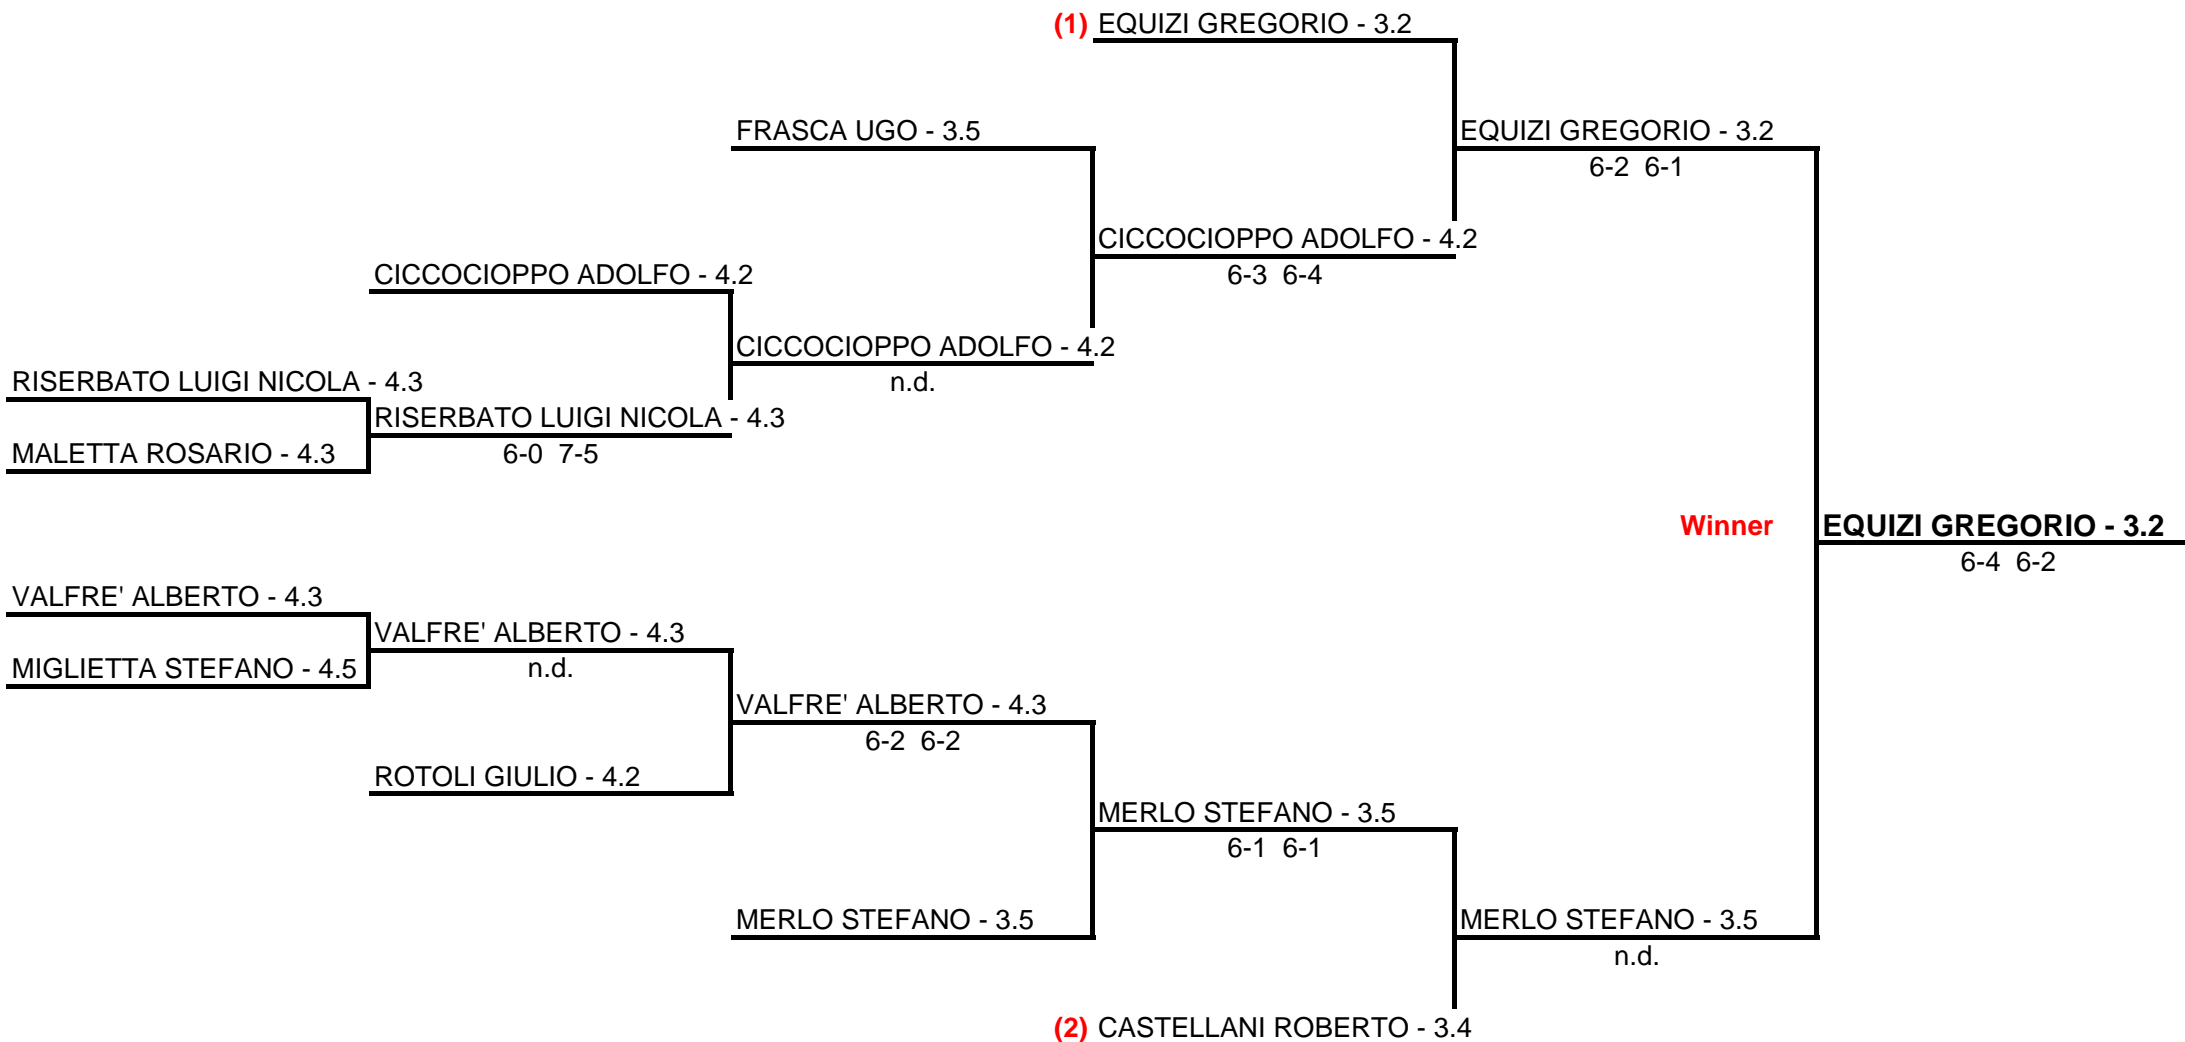 (1) EQUIZI GREGORIO - 3.2
FRASCA UGO - 3.5
EQUIZI GREGORIO - 3.2
6-2 6-1
CICCOCIOPPO ADOLFO - 4.2
6-3 6-4
CICCOCIOPPO ADOLFO - 4.2
CICCOCIOPPO ADOLFO - 4.2
n.d.
RISERBATO LUIGI NICOLA - 4.3
RISERBATO LUIGI NICOLA - 4.3
6-0 7-5
MALETTA ROSARIO - 4.3
Winner
EQUIZI GREGORIO - 3.2
6-4 6-2
VALFRE' ALBERTO - 4.3
VALFRE' ALBERTO - 4.3
n.d.
MIGLIETTA STEFANO - 4.5
VALFRE' ALBERTO - 4.3
6-2 6-2
ROTOLI GIULIO - 4.2
MERLO STEFANO - 3.5
6-1 6-1
MERLO STEFANO - 3.5
MERLO STEFANO - 3.5
n.d.
(2) CASTELLANI ROBERTO - 3.4